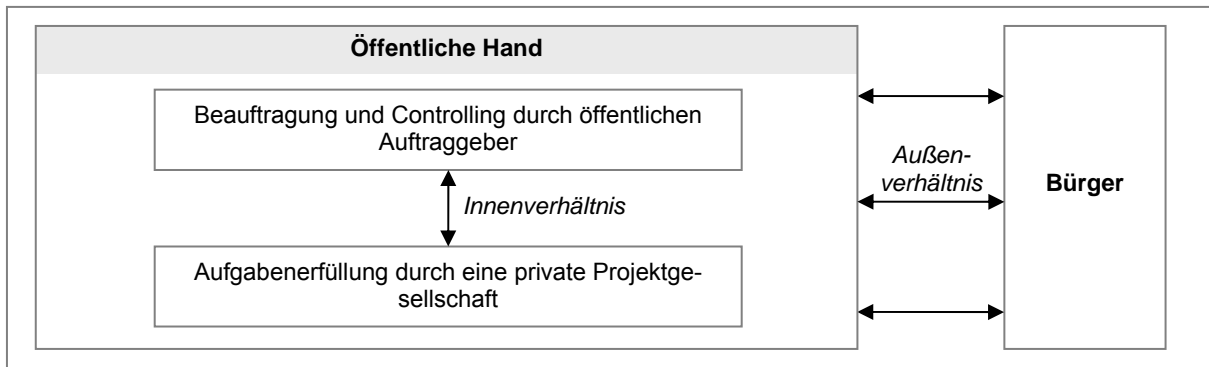 Öffentliche Hand
Beauftragung und Controlling durch öffentlichen
Auftraggeber
Innenverhältnis
Aufgabenerfüllung durch eine private Projektge-
sellschaft
Außen-
verhältnis
Bürger